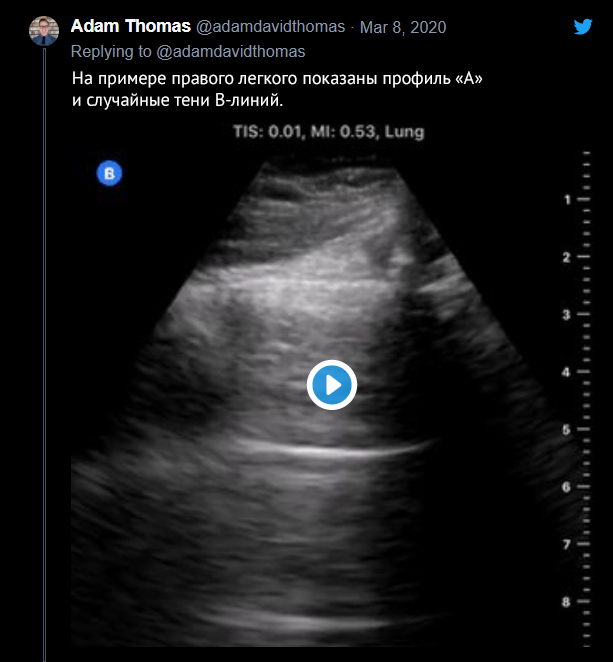 Adam Thomas @adamdavidthomas · Mar 8, 2020
Replying to @adamdavidthomas
На примере правого легкого показаны профиль «А»
и случайные тени В-линий.
TIS: 0.01, MI: 0.53, Lung
B
1
2
3
4
5
6
7
8